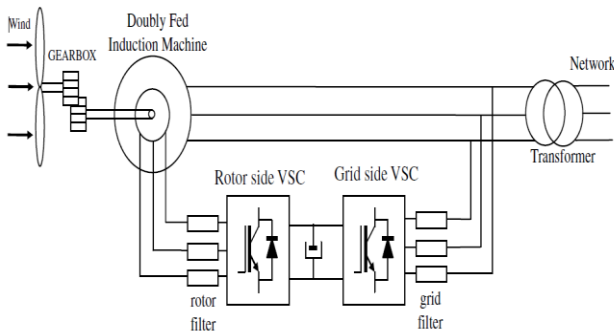 Wind
GEARBOX
Doubly Fed
Induction Machine
Network
Transformer
Rotor side VSC
Grid side VSC
rotor
filter
grid
filter